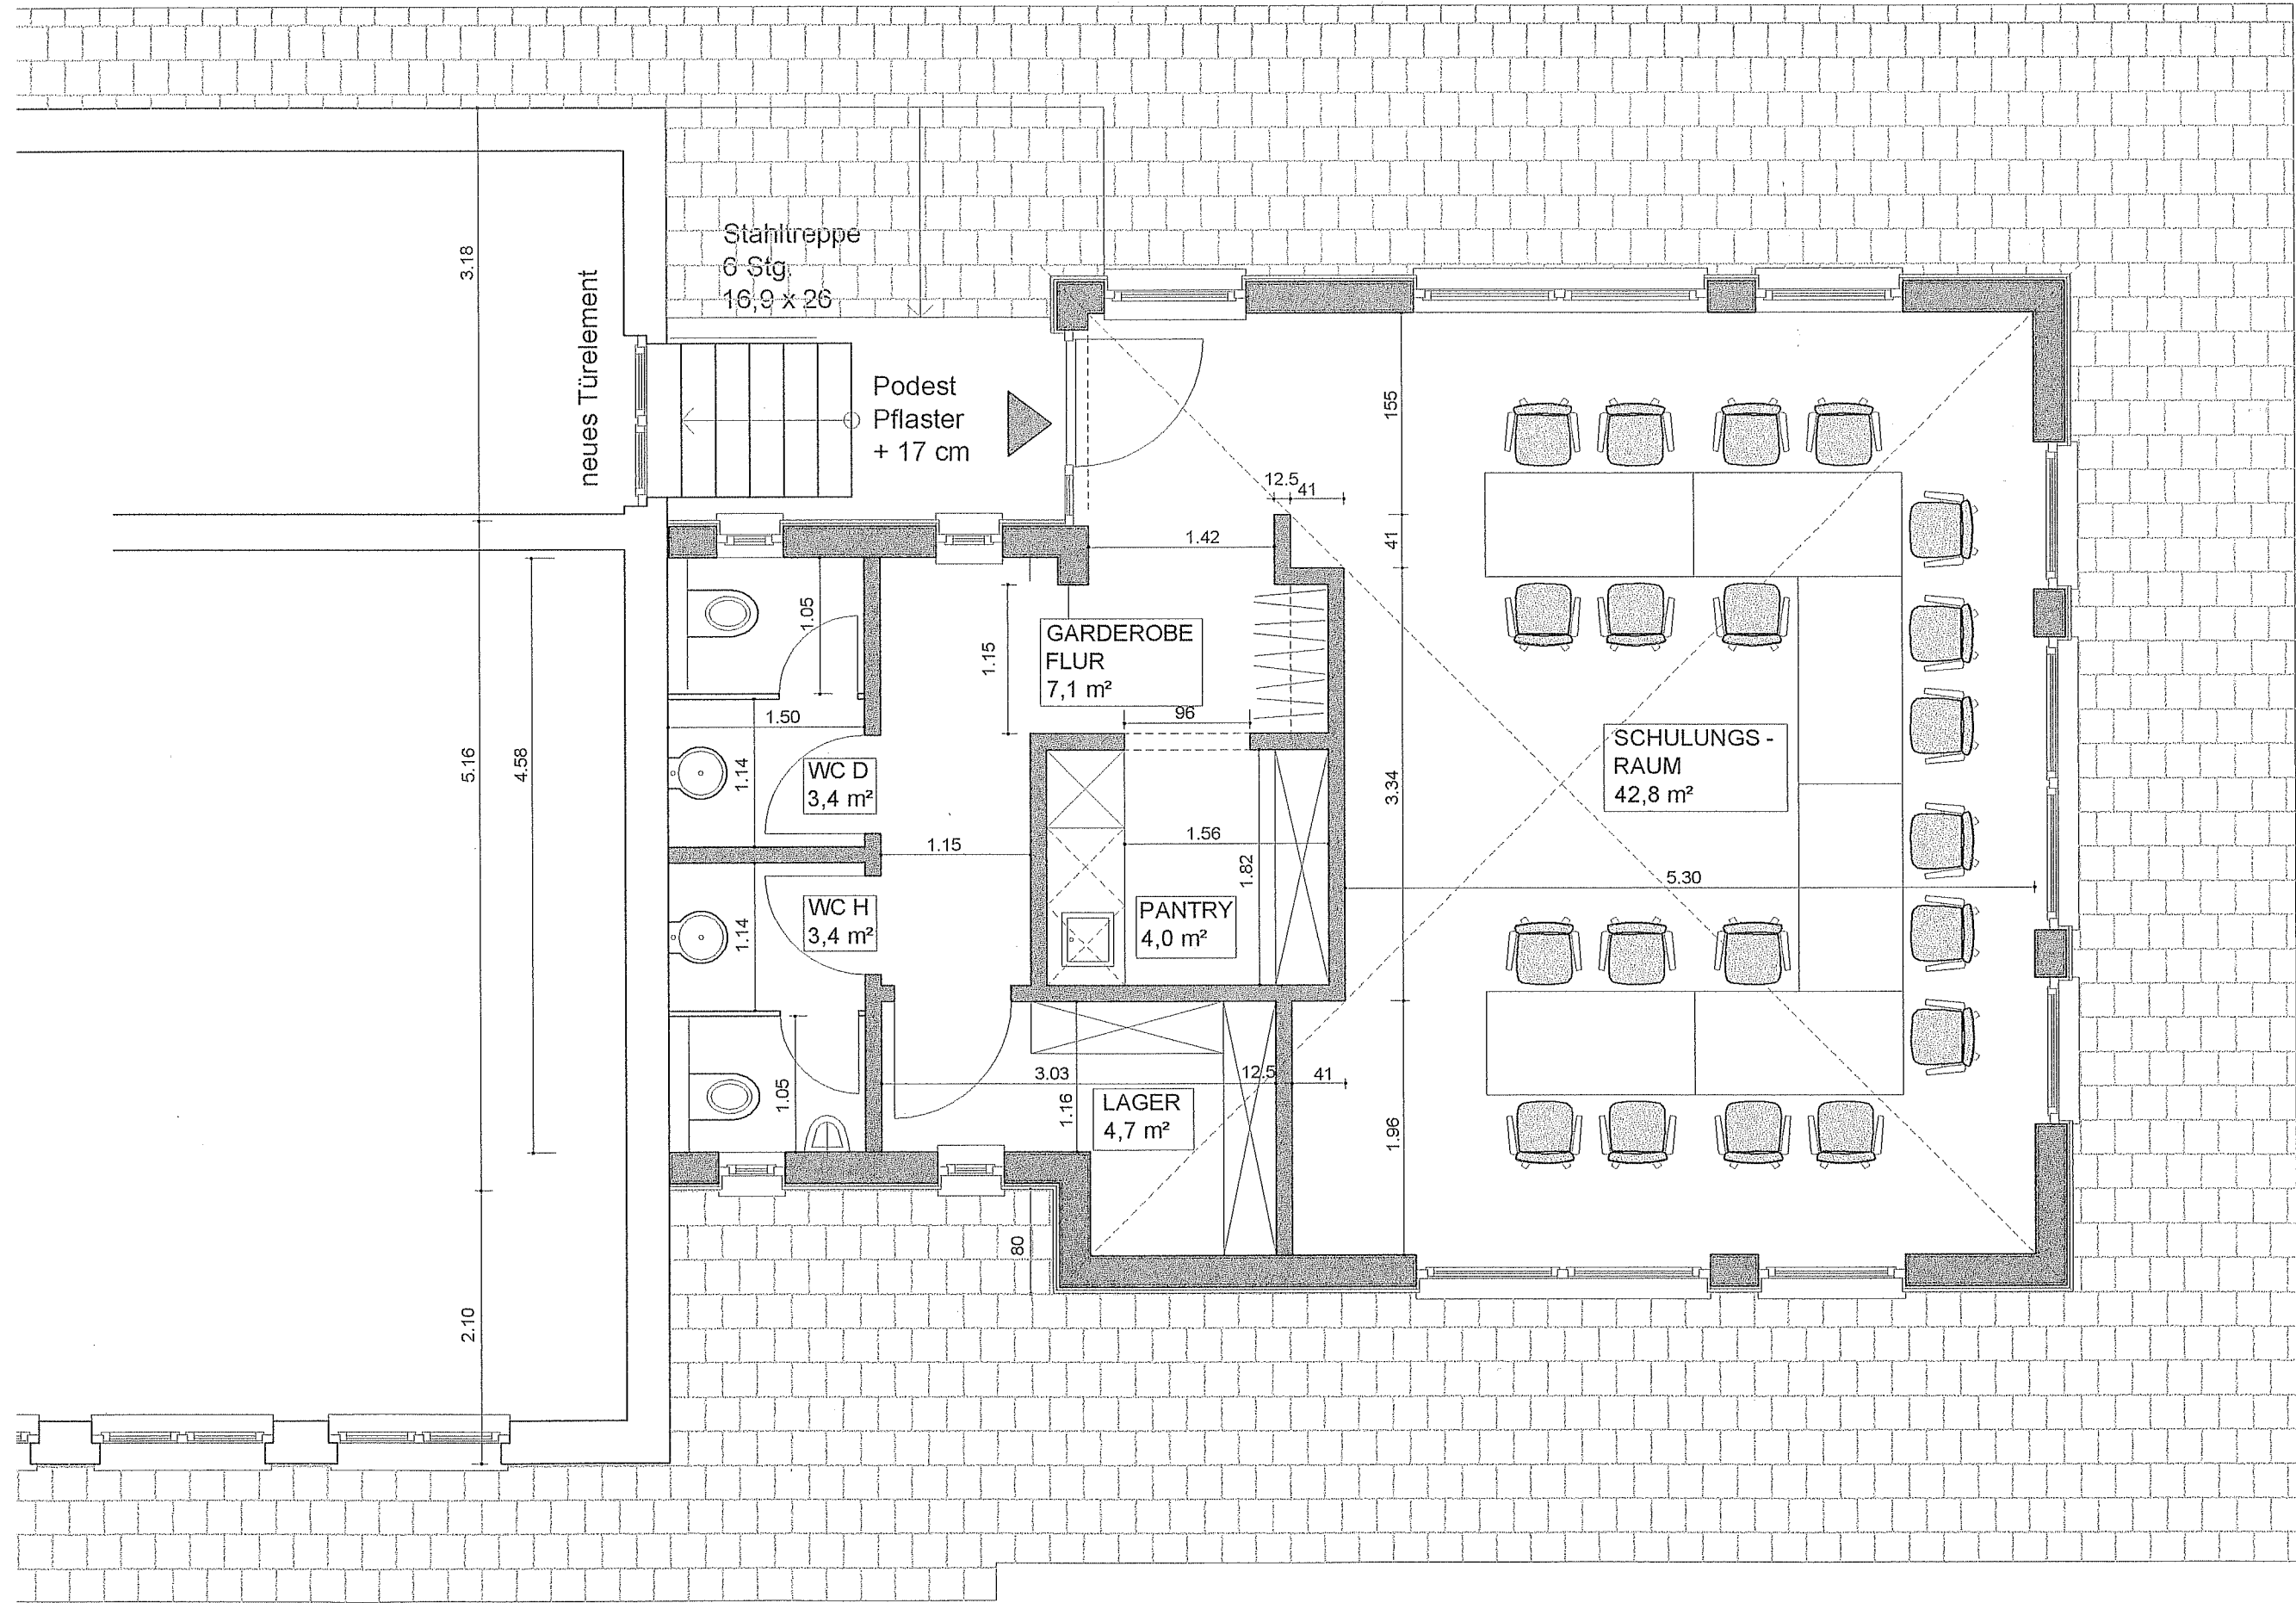 3.18
neues Türelement
Stahltreppe
6 Stg.
16,9 x 26
Podest
Pflaster
+ 17 cm
155
12.5
41
41
1.42
1.05
1.15
GARDEROBE
FLUR
7,1 m²
96
1.50
5.16
4.58
1.14
WC D
3,4 m²
1.15
1.56
1.82
3.34
SCHULUNGS -
RAUM
42,8 m²
5.30
1.14
WC H
3,4 m²
PANTRY
4,0 m²
3.03
12.5
41
1.05
1.16
LAGER
4,7 m²
1.96
80
2.10